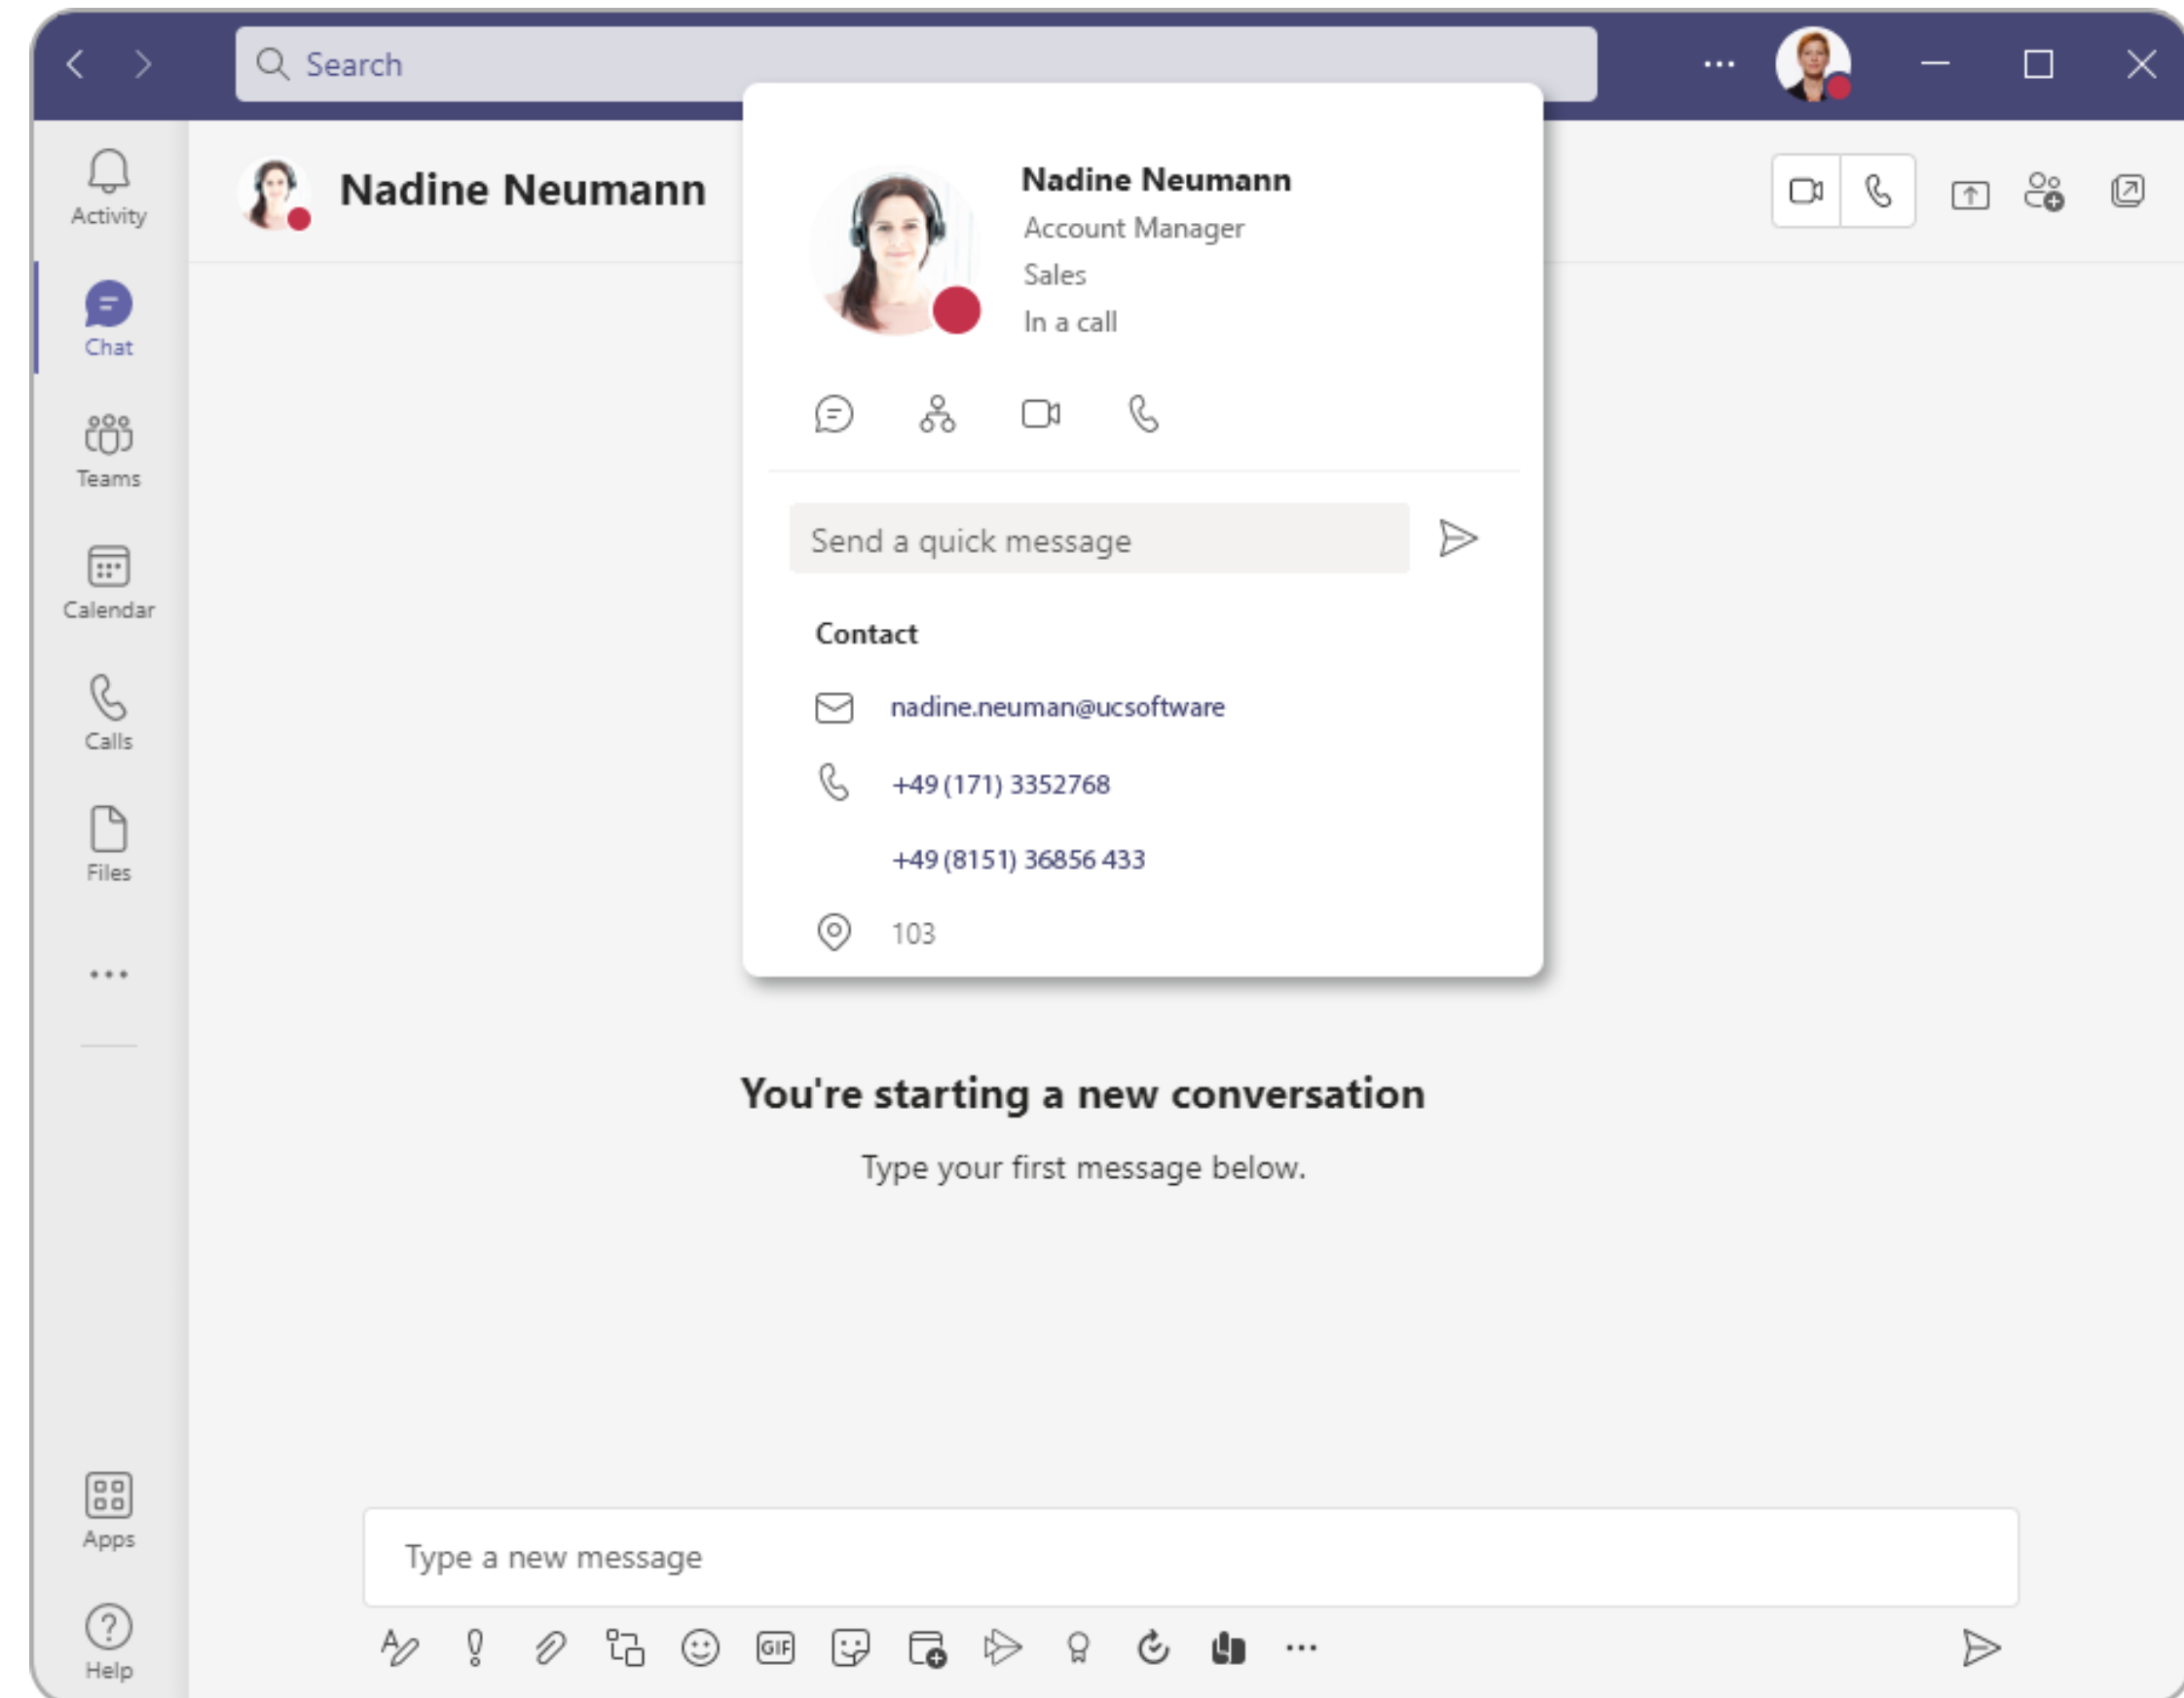 Search
Activity
Chat
Teams
Calendar
Calls
Files
Apps
Help
Nadine Neumann
Nadine Neumann
Account Manager
Sales
In a call
Send a quick message
Contact
nadine.neuman@ucsoftware
+49 (171) 3352768
+49 (8151) 36856 433
103
You're starting a new conversation
Type your first message below.
Type a new message
GIF